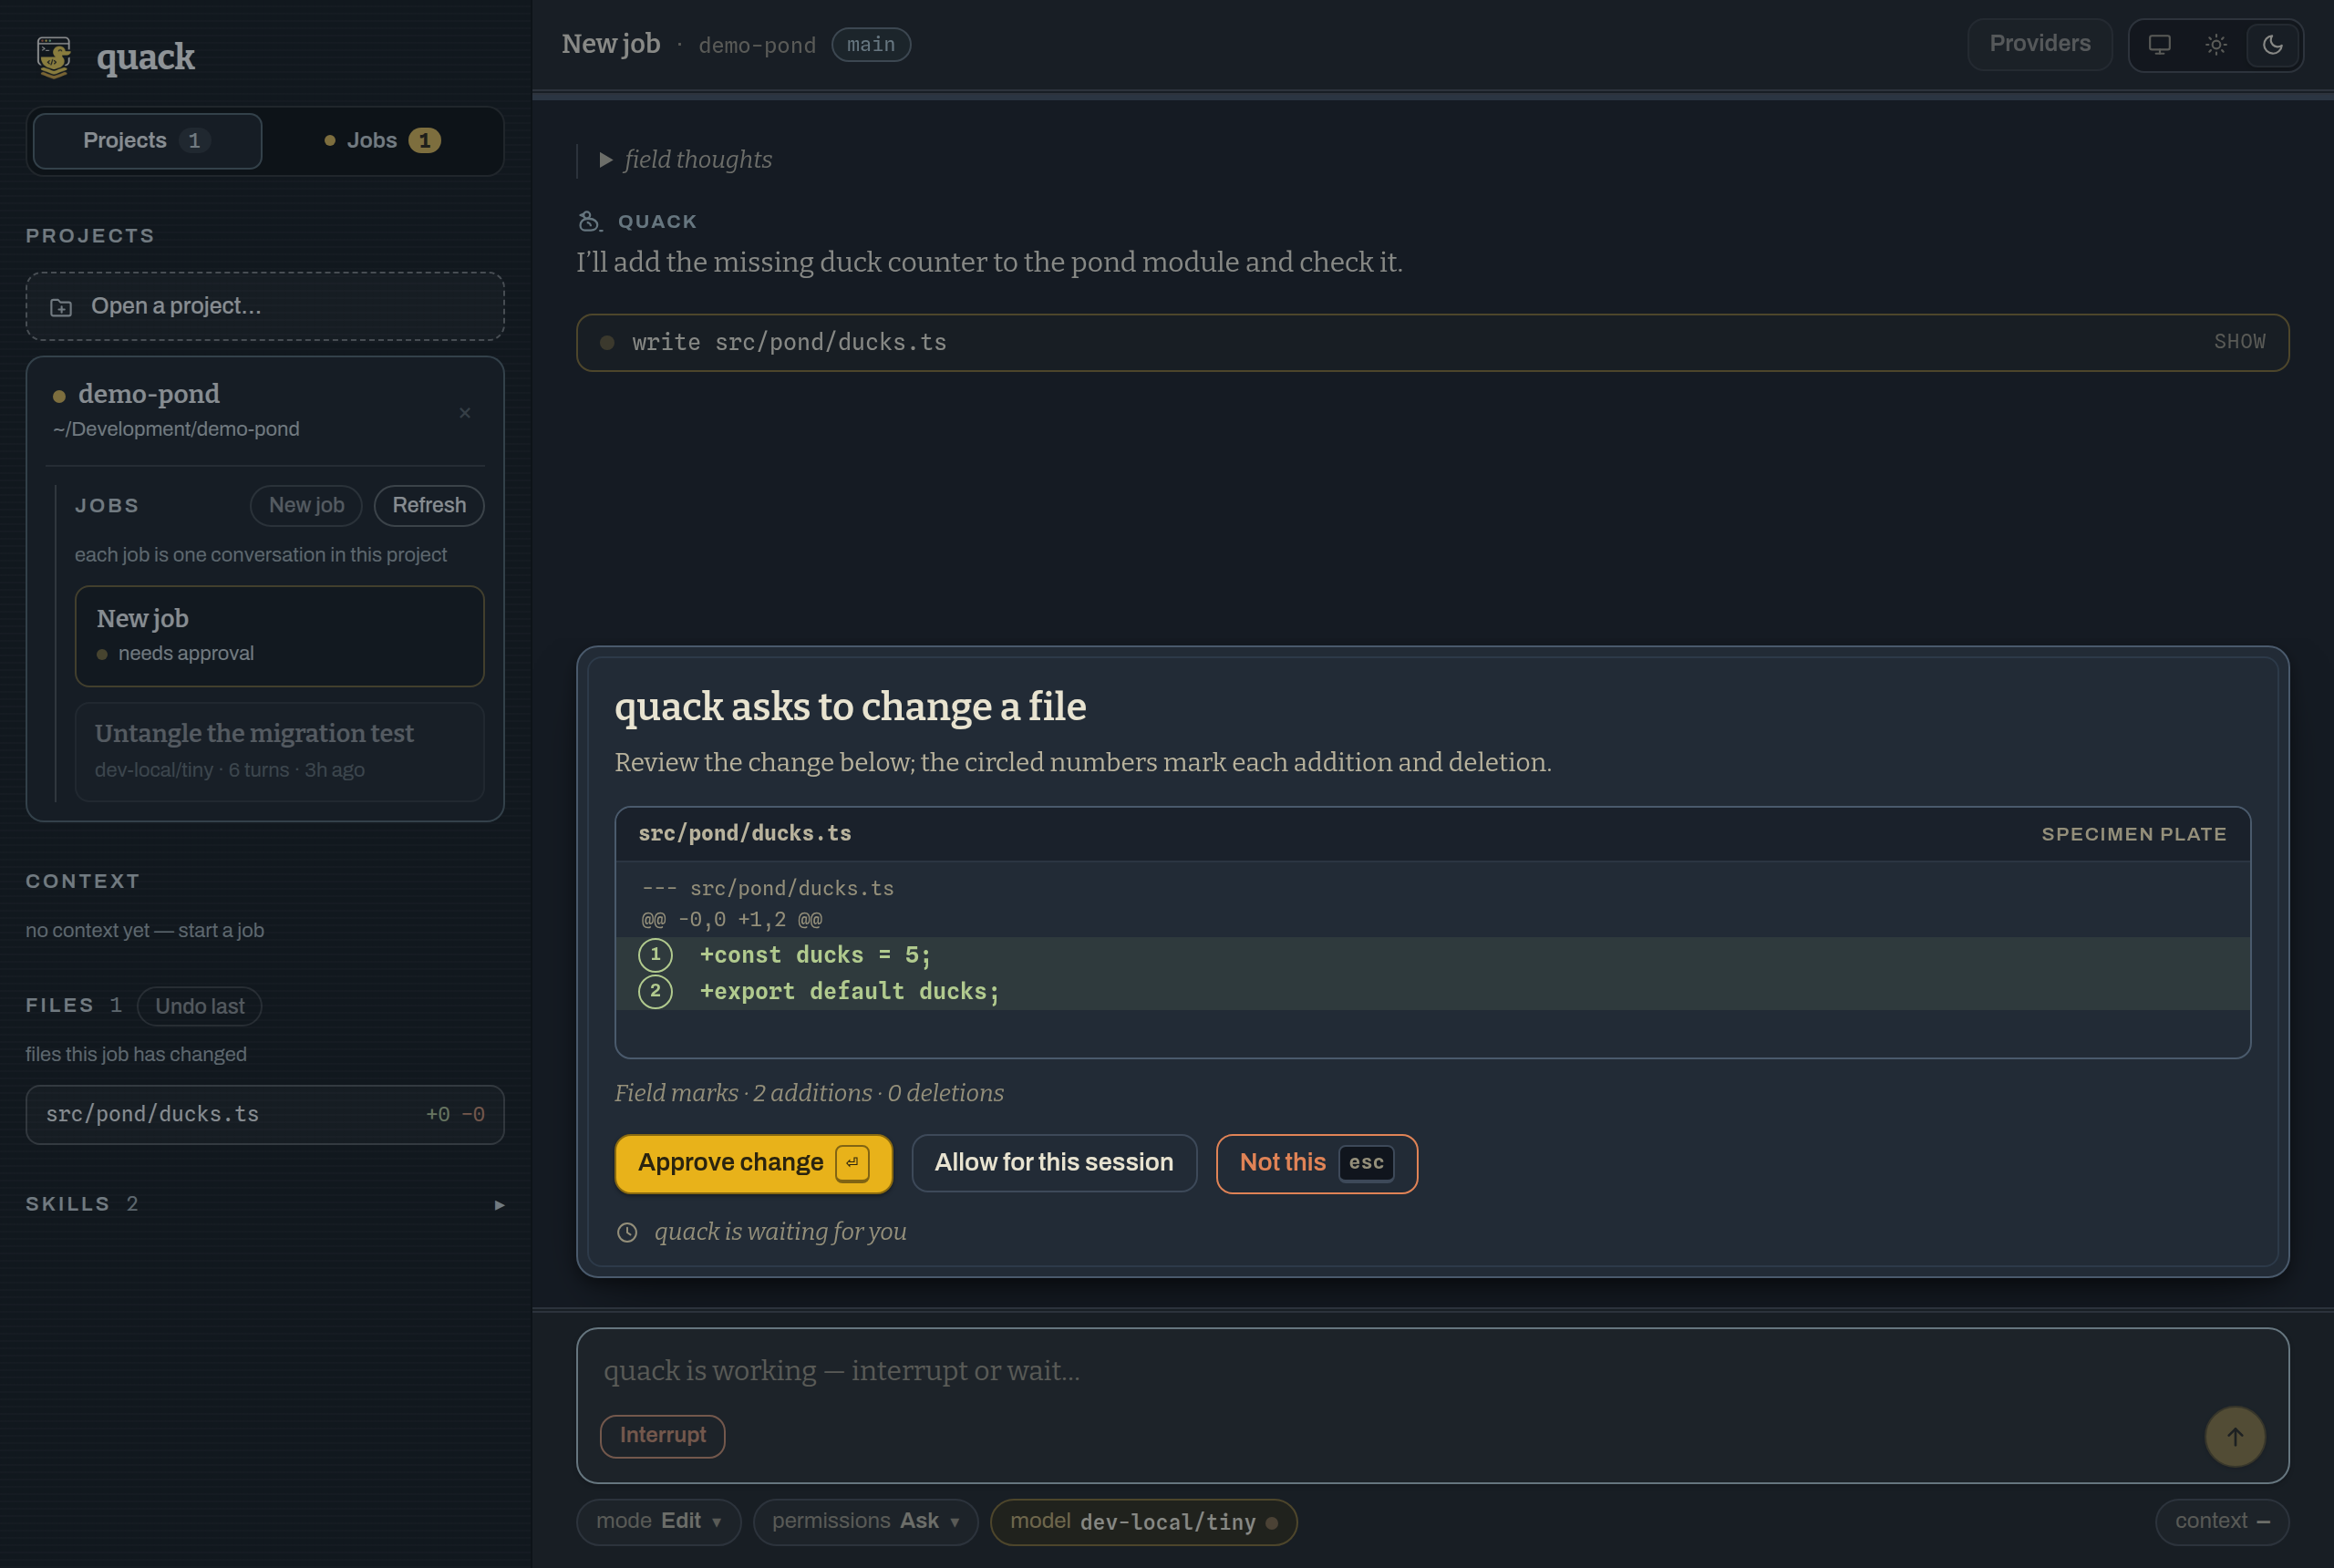 quack
Projects 1
Jobs 1
PROJECTS
Open a project…
demo-pond
~/Development/demo-pond
×
JOBS
New job
Refresh
each job is one conversation in this project
New job
needs approval
Untangle the migration test
dev-local/tiny · 6 turns · 3h ago
CONTEXT
no context yet — start a job
FILES 1
Undo last
files this job has changed
src/pond/ducks.ts +0 −0
SKILLS 2
New job · demo-pond main
Providers
field thoughts
QUACK
I’ll add the missing duck counter to the pond module and check it.
write src/pond/ducks.ts SHOW
quack asks to change a file
Review the change below; the circled numbers mark each addition and deletion.
src/pond/ducks.ts SPECIMEN PLATE
--- src/pond/ducks.ts
@@ -0,0 +1,2 @@
1 +const ducks = 5;
2 +export default ducks;
Field marks · 2 additions · 0 deletions
Approve change ⏎
Allow for this session
Not this esc
quack is waiting for you
quack is working — interrupt or wait…
Interrupt
mode Edit ▾
permissions Ask ▾
model dev-local/tiny
context –